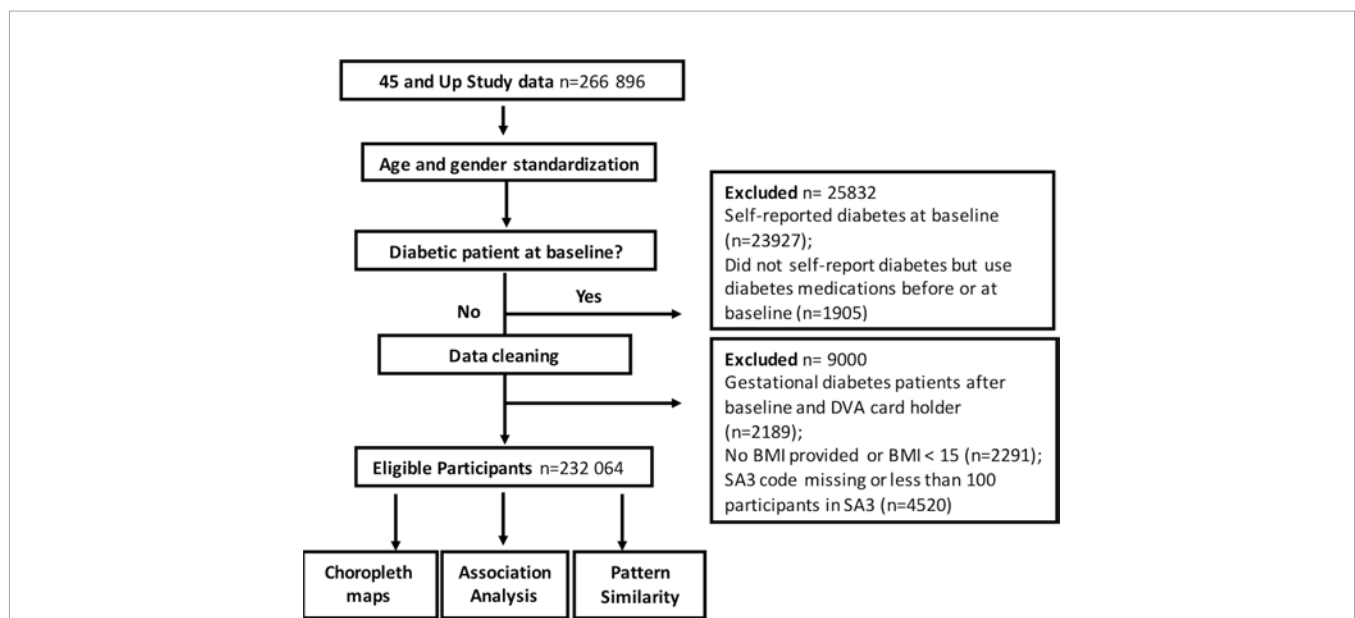 45 and Up Study data n=266 896
Age and gender standardization
Diabetic patient at baseline?
No
Yes
Excluded n= 25832
Self-reported diabetes at baseline
(n=23927);
Did not self-report diabetes but use
diabetes medications before or at
baseline (n=1905)
Data cleaning
Excluded n= 9000
Gestational diabetes patients after
baseline and DVA card holder
(n=2189);
No BMI provided or BMI < 15 (n=2291);
SA3 code missing or less than 100
participants in SA3 (n=4520)
Eligible Participants n=232 064
Choropleth
maps
Association
Analysis
Pattern
Similarity